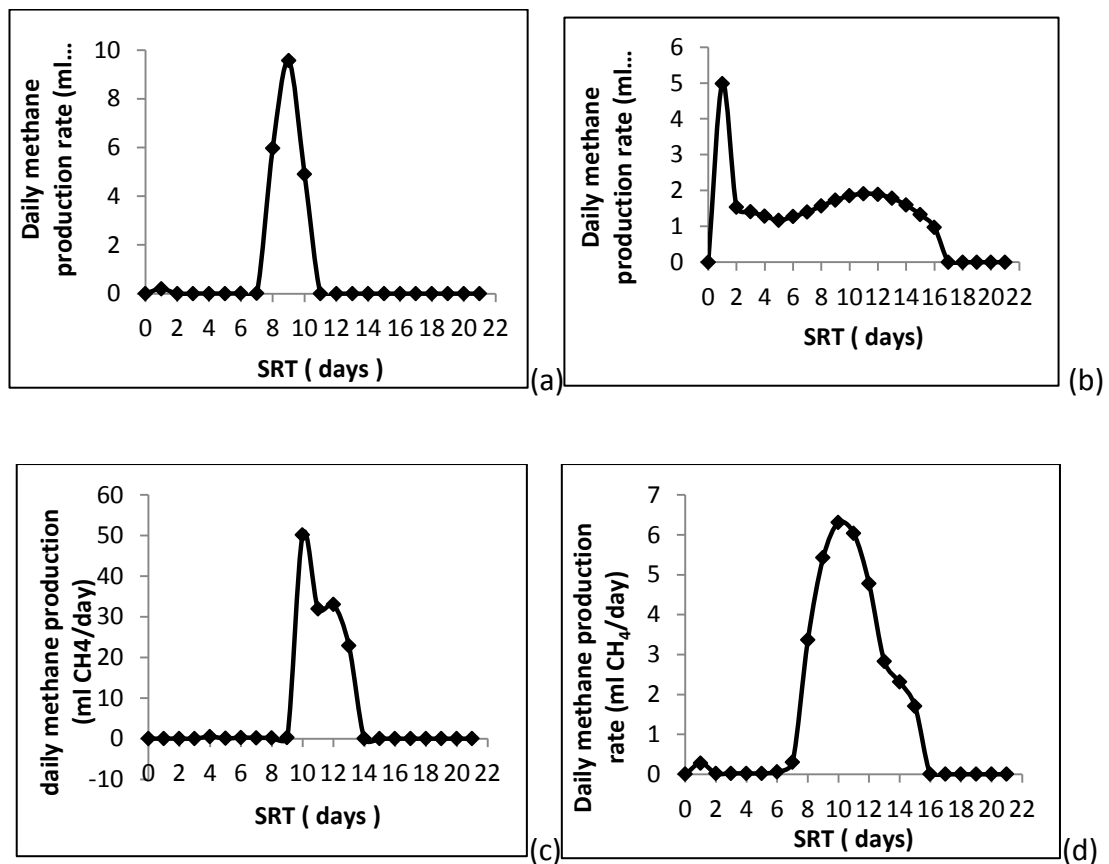 Daily methane
production rate (ml...
10
8
6
4
2
0
0 2 4 6 8 10 12 14 16 18 20 22
SRT ( days )
(a)
Daily methane
production rate (ml...
6
5
4
3
2
1
0
0 2 4 6 8 10 12 14 16 18 20 22
SRT ( days)
(b)
daily methane production
(ml CH4/day)
60
50
40
30
20
10
0
-10
0 2 4 6 8 10 12 14 16 18 20 22
SRT ( days )
(c)
Daily methane production
rate (ml CH₄/day)
7
6
5
4
3
2
1
0
0 2 4 6 8 10 12 14 16 18 20 22
SRT ( days)
(d)